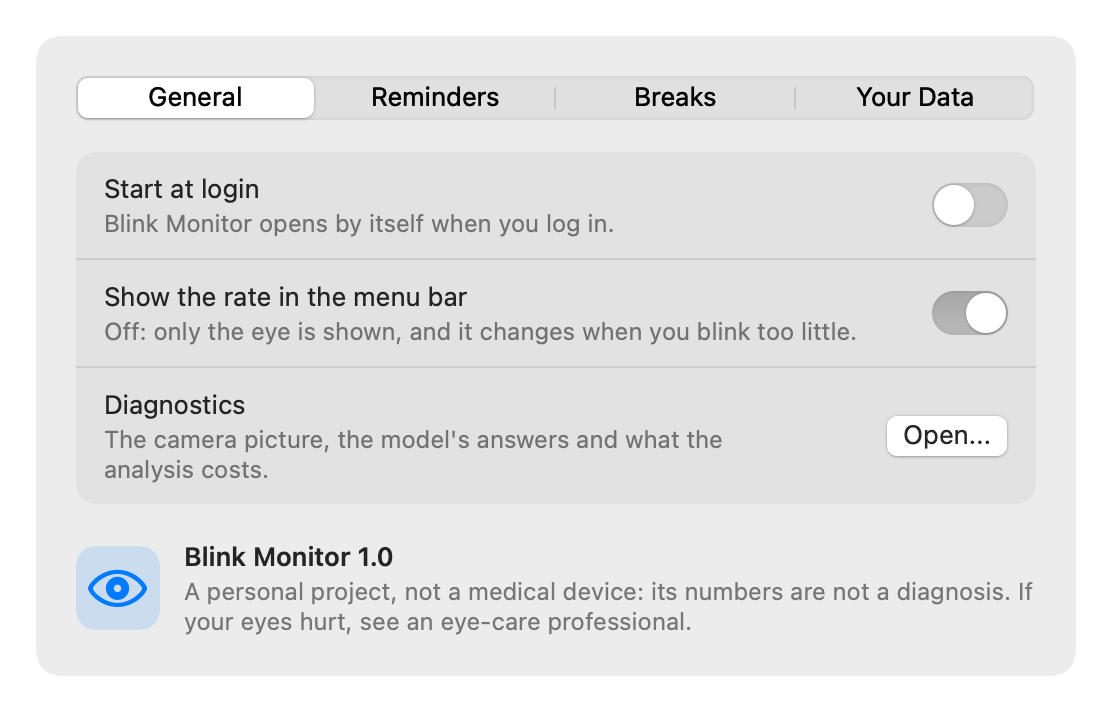 General
Reminders
Breaks
Your Data
Start at login
Blink Monitor opens by itself when you log in.
Show the rate in the menu bar
Off: only the eye is shown, and it changes when you blink too little.
Diagnostics
The camera picture, the model's answers and what the
analysis costs.
Open...
Blink Monitor 1.0
A personal project, not a medical device: its numbers are not a diagnosis. If
your eyes hurt, see an eye-care professional.